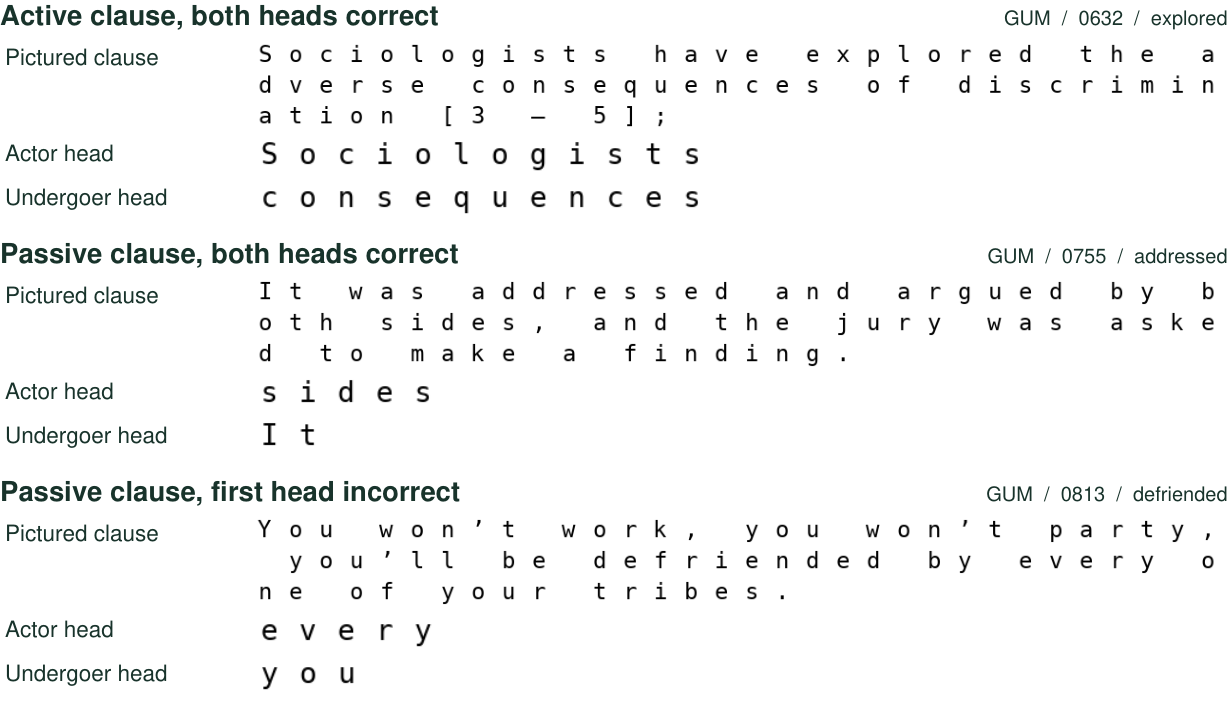 Active clause, both heads correct GUM / 0632 / explored
Pictured clause Sociologists have explored the a
dverse consequences of discrimin
ation [3 – 5];
Actor head Sociologists
Undergoer head consequences
Passive clause, both heads correct GUM / 0755 / addressed
Pictured clause It was addressed and argued by b
oth sides, and the jury was aske
d to make a finding.
Actor head sides
Undergoer head It
Passive clause, first head incorrect GUM / 0813 / defriended
Pictured clause You won’t work, you won’t party,
you’ll be defriended by every o
ne of your tribes.
Actor head every
Undergoer head you